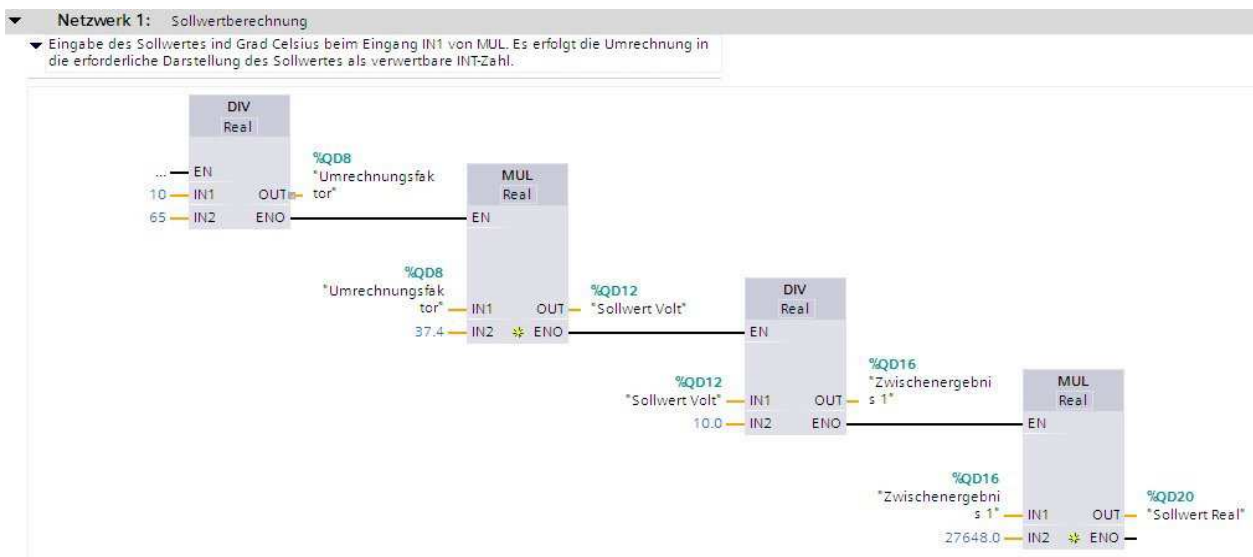 Netzwerk 1: Sollwertberechnung
Eingabe des Sollwertes ind Grad Celsius beim Eingang IN1 von MUL. Es erfolgt die Umrechnung in
die erforderliche Darstellung des Sollwertes als verwertbare INT-Zahl.
DIV
Real
... EN
10 IN1 OUT
65 IN2 ENO
%QD8
"Umrechnungsfak
tor"
MUL
Real
EN
%QD8
"Umrechnungsfak
tor" IN1 OUT
37.4 IN2 ENO
%QD12
"Sollwert Volt"
DIV
Real
EN
%QD12
"Sollwert Volt" IN1 OUT
10.0 IN2 ENO
%QD16
"Zwischenergebni
s 1"
MUL
Real
EN
%QD16
"Zwischenergebni
s 1" IN1 OUT
27648.0 IN2 ENO
%QD20
"Sollwert Real"